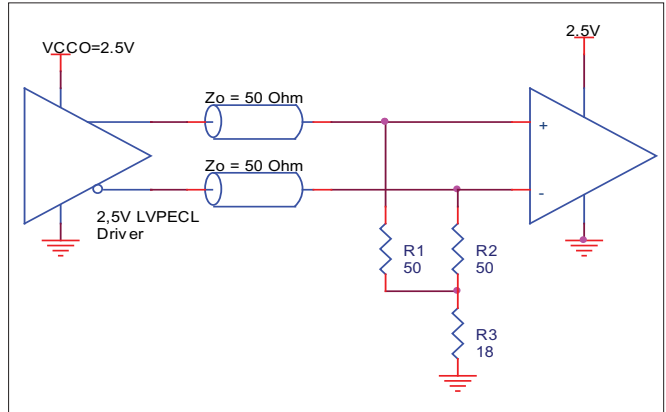 VCCO=2.5V
2.5V
Zo = 50 Ohm
+
Zo = 50 Ohm
-
2,5V LVPECL
Driver
R1
50
R2
50
R3
18